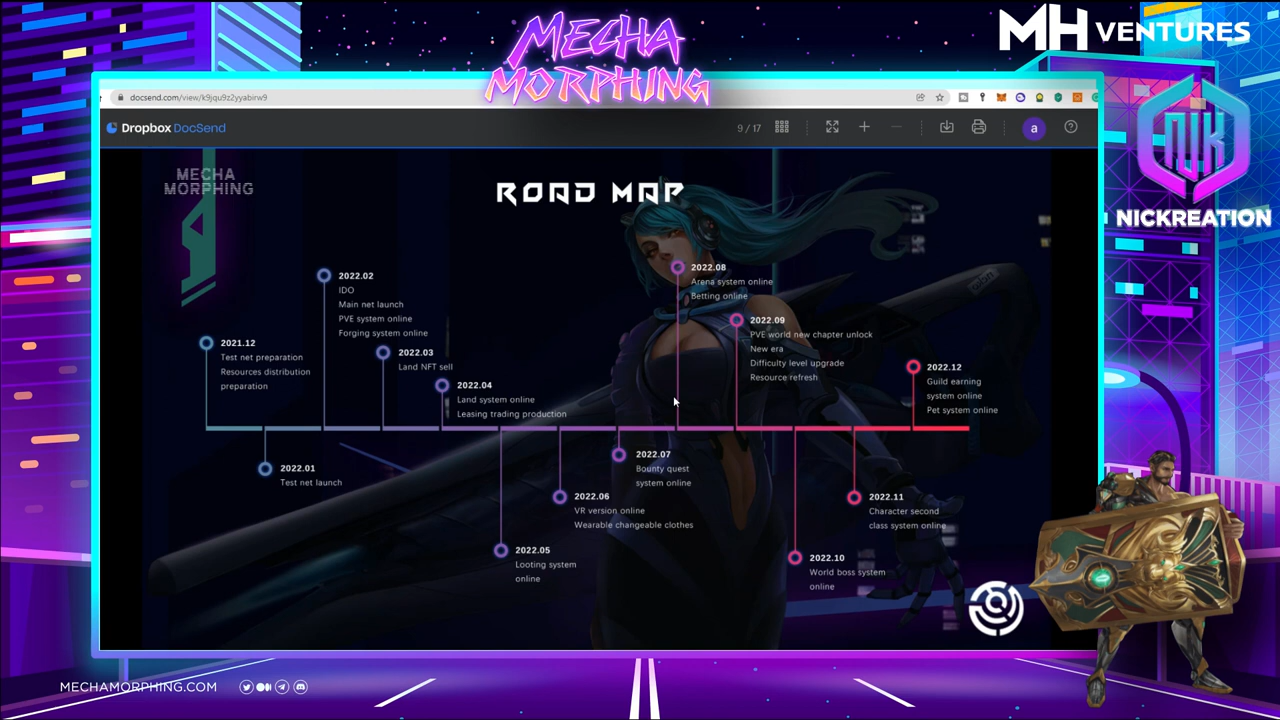 MECHA
MORPHING
MH VENTURES
docsend.com/view/k9jqu9z2yyabirw9
Dropbox DocSend
9 / 17
a
?
NK
NICKREATION
MECHA
MORPHING
ROAD MAP
2022.02
IDO
Main net launch
PVE system online
Forging system online
2022.08
Arena system online
Betting online
2021.12
Test net preparation
Resources distribution
preparation
2022.03
Land NFT sell
2022.04
Land system online
Leasing trading production
2022.09
PVE world new chapter unlock
New era
Difficulty level upgrade
Resource refresh
2022.12
Guild earning
system online
Pet system online
2022.01
Test net launch
2022.07
Bounty quest
system online
2022.06
VR version online
Wearable changeable clothes
2022.11
Character second
class system online
2022.05
Looting system
online
2022.10
World boss system
online
MECHAMORPHING.COM